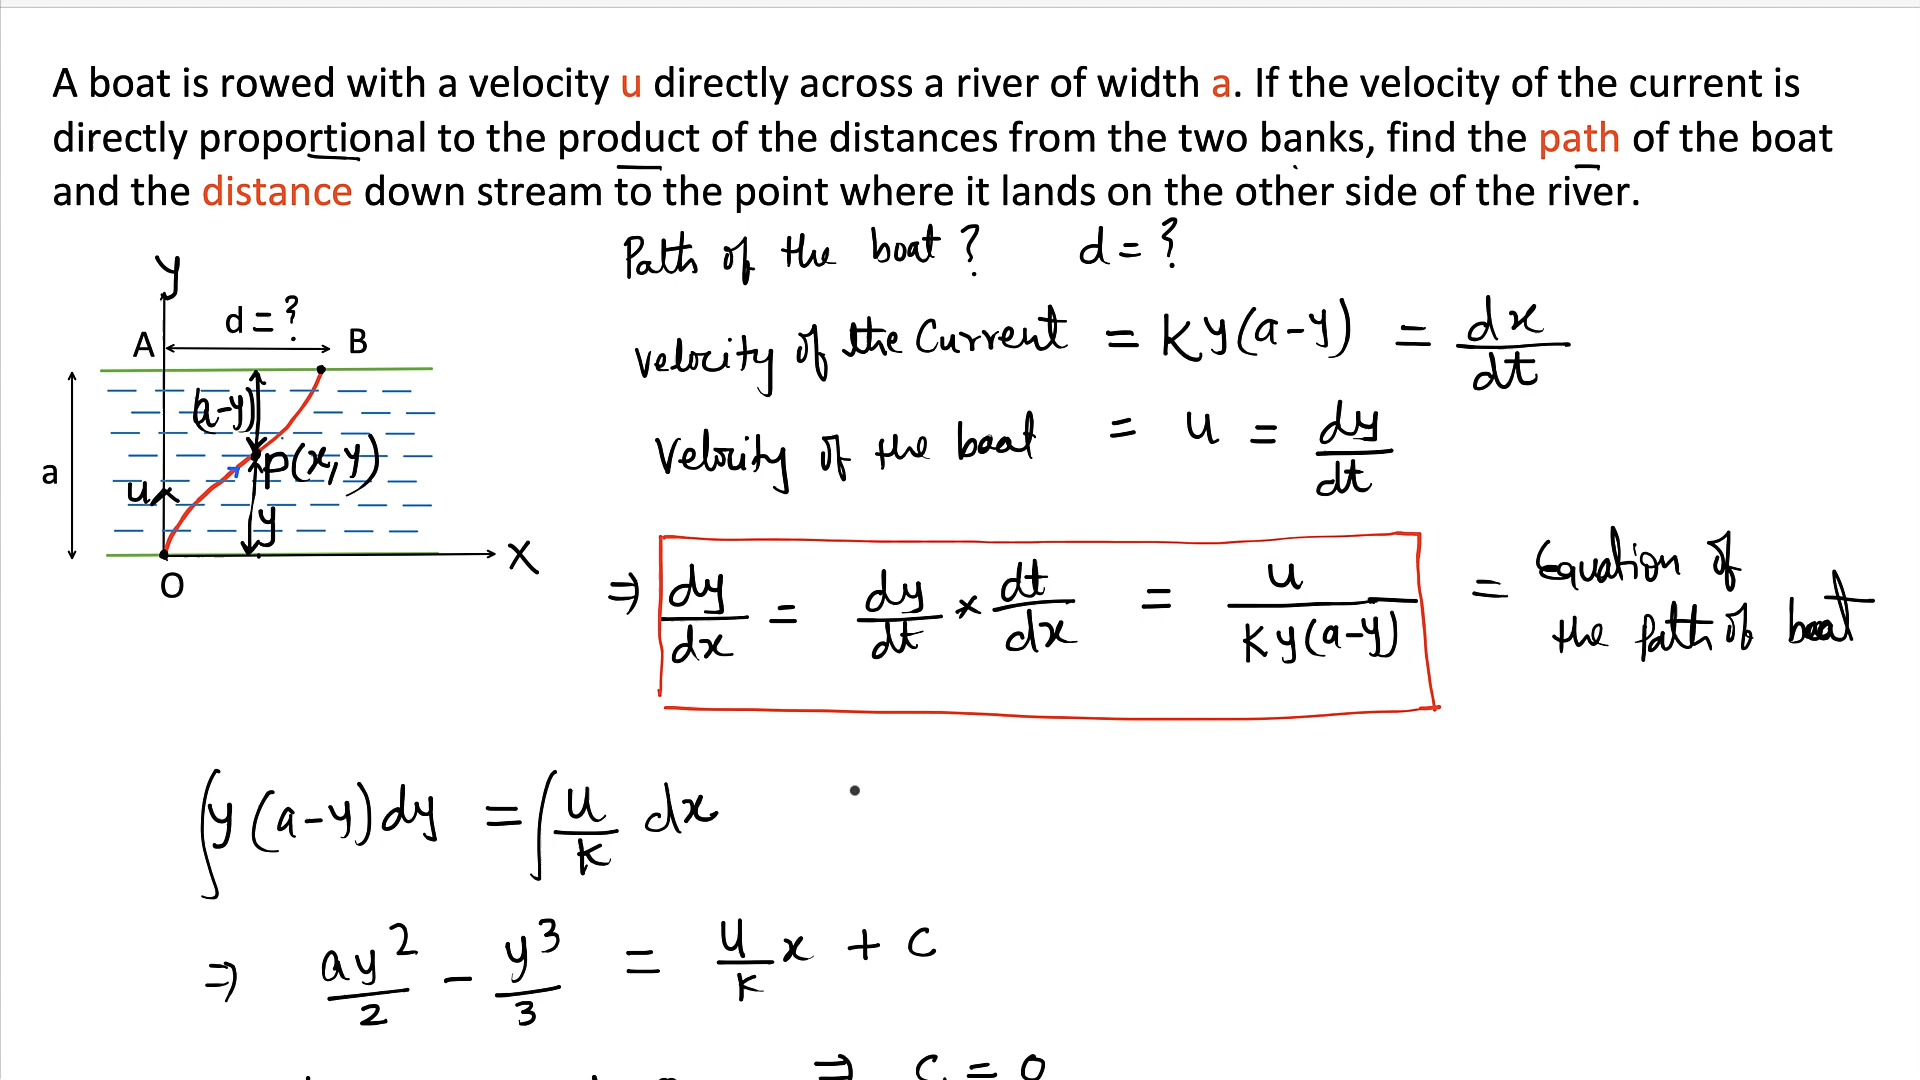 A boat is rowed with a velocity u directly across a river of width a. If the velocity of the current is
directly proportional to the product of the distances from the two banks, find the path of the boat
and the distance down stream to the point where it lands on the other side of the river.
Path of the boat? d = ?
y
d = ?
A B
(a-y)
a
P(x, y)
u
y
O
x
Velocity of the Current = Ky(a-y) = dx/dt
Velocity of the boat = u = dy/dt
⇒ dy/dx = dy/dt × dt/dx = u/(Ky(a-y)) = Equation of
the path of boat
∫y(a-y)dy = ∫u/k dx
⇒ ay²/2 - y³/3 = u/k x + c
⇒ C = 0